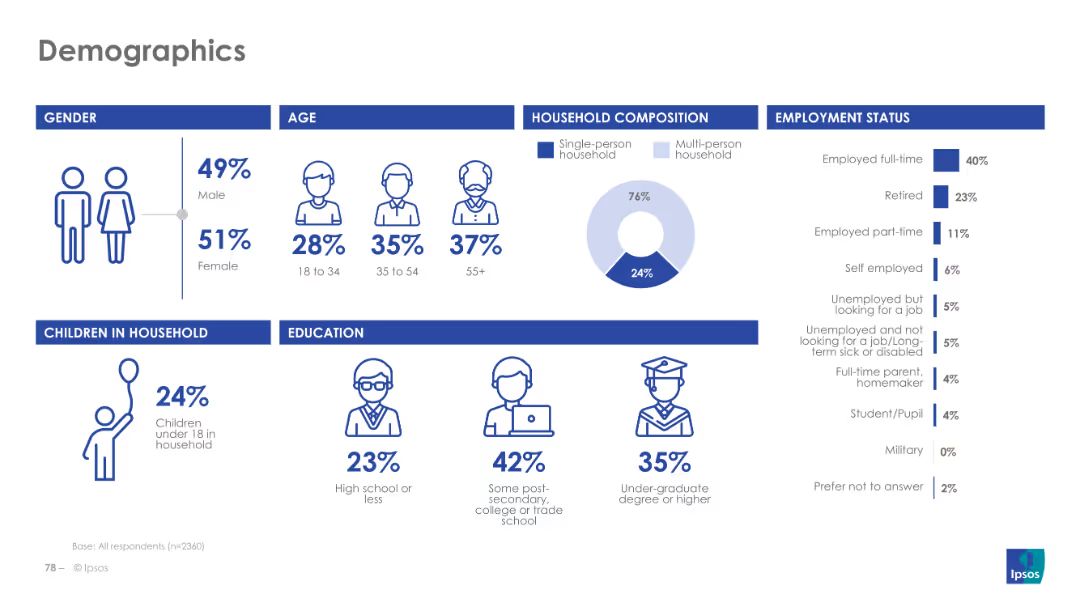 Demographics
GENDER
49%
Male
51%
Female
AGE
28%
18 to 34
35%
35 to 54
37%
55+
HOUSEHOLD COMPOSITION
Single-person
household
Multi-person
household
76%
24%
EMPLOYMENT STATUS
Employed full-time 40%
Retired 23%
Employed part-time 11%
Self employed 6%
Unemployed but
looking for a job 5%
Unemployed and not
looking for a job/Long-
term sick or disabled 5%
Full-time parent,
homemaker 4%
Student/Pupil 4%
Military 0%
Prefer not to answer 2%
CHILDREN IN HOUSEHOLD
24%
Children
under 18 in
household
EDUCATION
23%
High school or
less
42%
Some post-
secondary,
college or trade
school
35%
Under-graduate
degree or higher
Base: All respondents (n=2360)
78 – © Ipsos
Ipsos